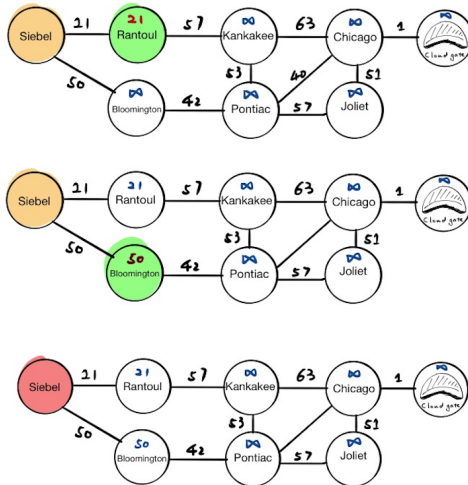 21 21 57 ∞ 63 ∞ 1 ∞
Siebel Rantoul Kankakee Chicago Cloud gate
50 53 40 51
∞ 42 ∞ 57 ∞
Bloomington Pontiac Joliet
21 21 57 ∞ 63 ∞ 1 ∞
Siebel Rantoul Kankakee Chicago Cloud gate
50 53 51
50 42 ∞ 57 ∞
Bloomington Pontiac Joliet
21 21 57 ∞ 63 ∞ 1 ∞
Siebel Rantoul Kankakee Chicago Cloud gate
50 53 51
50 42 ∞ 57 ∞
Bloomington Pontiac Joliet